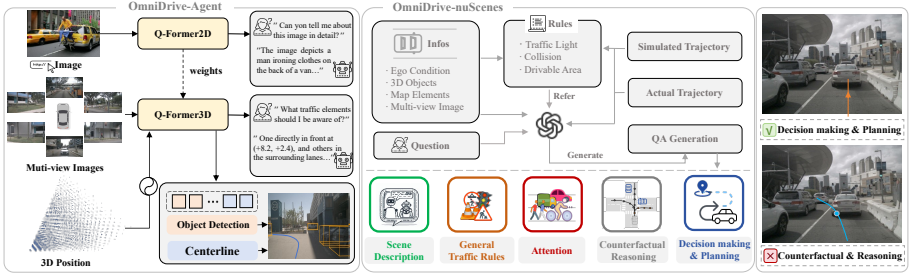 OmniDrive-Agent
Image
Q-Former2D
" Can you tell me about
this image in detail? "
"The image depicts a
man ironing clothes on
the back of a van…"
weights
Muti-view Images
Q-Former3D
" What traffic elements
should I be aware of?"
" One directly in front at
(+8.2, +2.4), and others in
the surrounding lanes…"
3D Position
Object Detection
Centerline
OmniDrive-nuScenes
Infos
· Ego Condition
· 3D Objects
· Map Elements
· Multi-view Image
Question
Rules
· Traffic Light
· Collision
· Drivable Area
Refer
Generate
Simulated Trajectory
Actual Trajectory
QA Generation
Scene
Description
General
Traffic Rules
Attention
Counterfactual
Reasoning
Decision making
& Planning
√ Decision making & Planning
Counterfactual & Reasoning